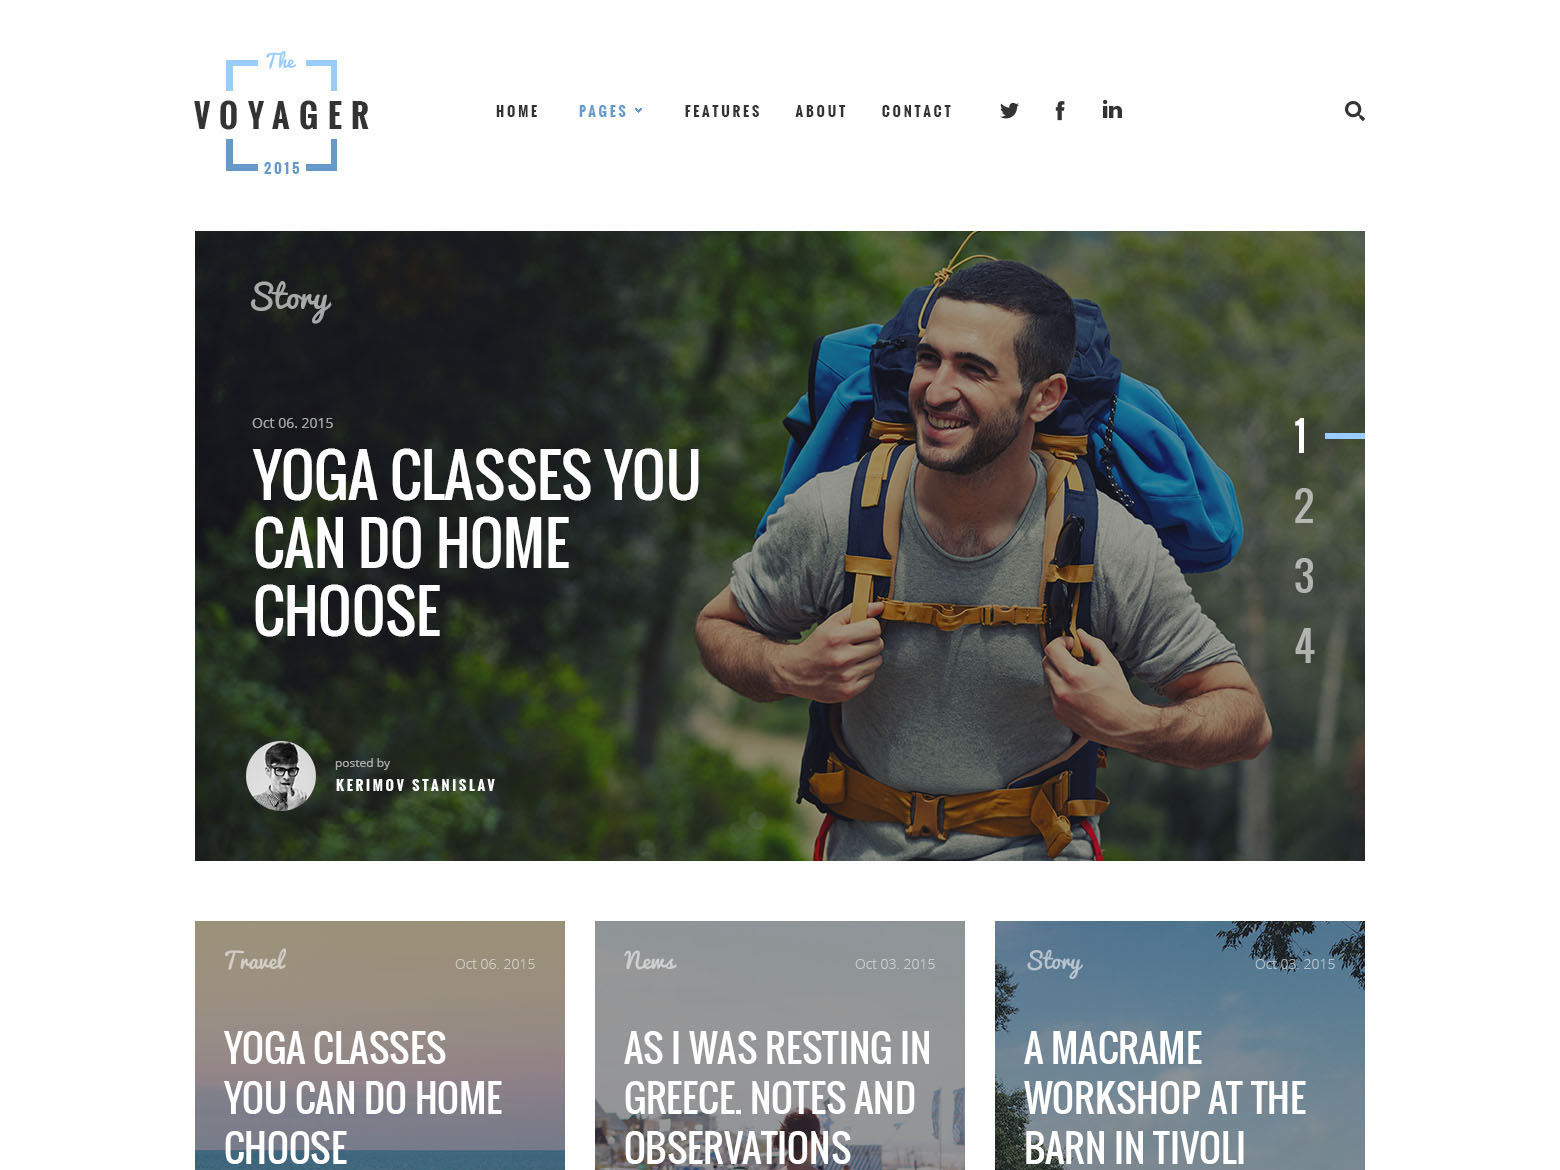 The
VOYAGER
2015
HOME PAGES FEATURES ABOUT CONTACT
Story
Oct 06. 2015
YOGA CLASSES YOU
CAN DO HOME
CHOOSE
posted by
KERIMOV STANISLAV
1
2
3
4
Travel Oct 06. 2015
YOGA CLASSES
YOU CAN DO HOME
CHOOSE
News Oct 03. 2015
AS I WAS RESTING IN
GREECE. NOTES AND
OBSERVATIONS
Story Oct 03. 2015
A MACRAME
WORKSHOP AT THE
BARN IN TIVOLI